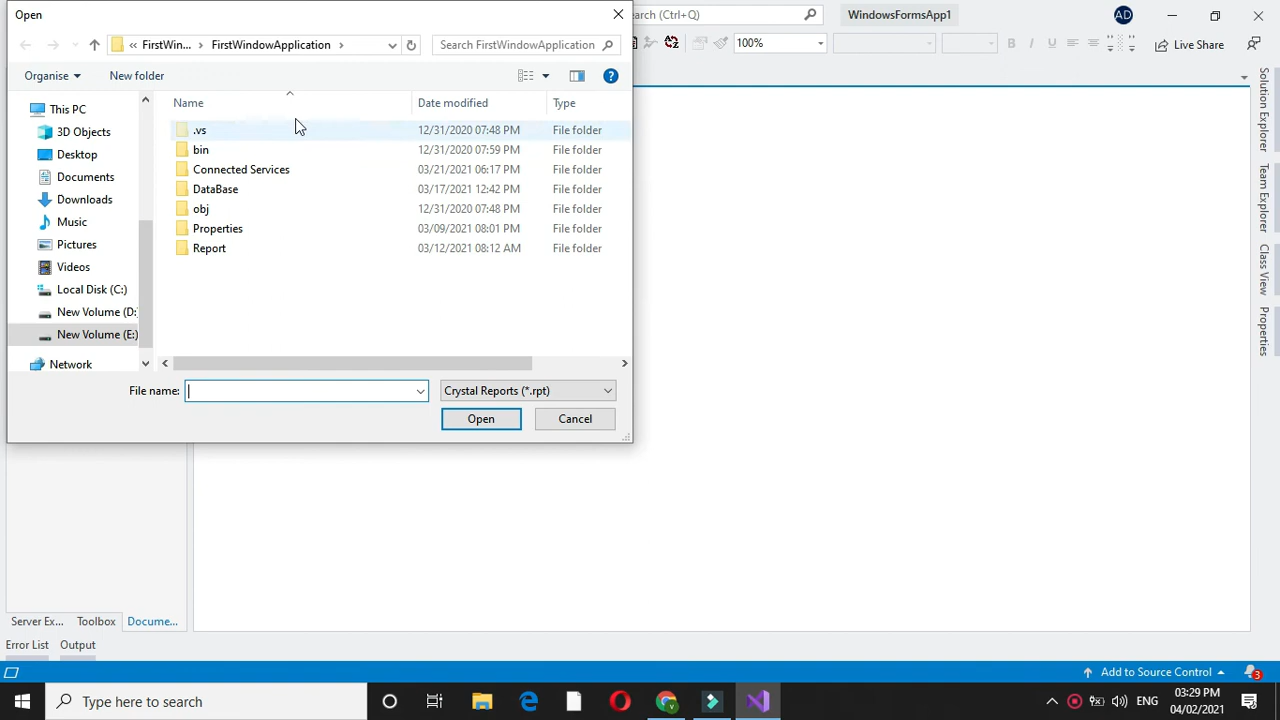 Open
earch (Ctrl+Q)
WindowsFormsApp1
AD
« FirstWin... › FirstWindowApplication ›
Search FirstWindowApplication
100%
Live Share
Organise
New folder
Name
Date modified
Type
This PC
3D Objects
Desktop
Documents
Downloads
Music
Pictures
Videos
Local Disk (C:)
New Volume (D:
New Volume (E:)
Network
.vs 12/31/2020 07:48 PM File folder
bin 12/31/2020 07:59 PM File folder
Connected Services 03/21/2021 06:17 PM File folder
DataBase 03/17/2021 12:42 PM File folder
obj 12/31/2020 07:48 PM File folder
Properties 03/09/2021 08:01 PM File folder
Report 03/12/2021 08:12 AM File folder
File name:
Crystal Reports (*.rpt)
Open
Cancel
Solution Explorer
Team Explorer
Class View
Properties
Server Ex...
Toolbox
Docume...
Error List
Output
Add to Source Control
3
Type here to search
ENG
03:29 PM
04/02/2021